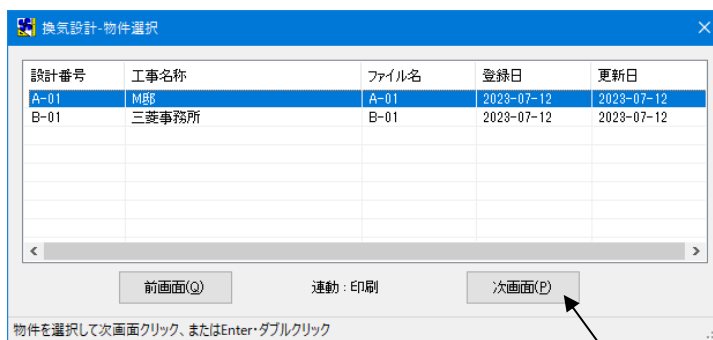 換気設計-物件選択
設計番号 工事名称 ファイル名 登録日 更新日
A-01 M邸 A-01 2023-07-12 2023-07-12
B-01 三菱事務所 B-01 2023-07-12 2023-07-12
前画面(Q) 連動：印刷 次画面(P)
物件を選択して次画面クリック、またはEnter・ダブルクリック